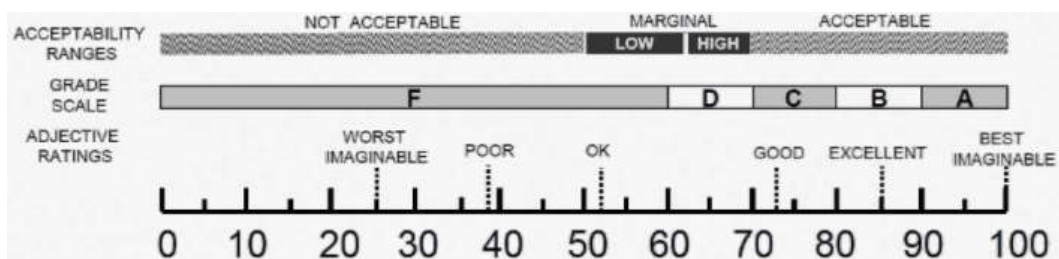 NOT ACCEPTABLE MARGINAL ACCEPTABLE
ACCEPTABILITY
RANGES
LOW HIGH
GRADE
SCALE
F D C B A
ADJECTIVE
RATINGS
WORST
IMAGINABLE
POOR OK GOOD EXCELLENT
BEST
IMAGINABLE
0 10 20 30 40 50 60 70 80 90 100